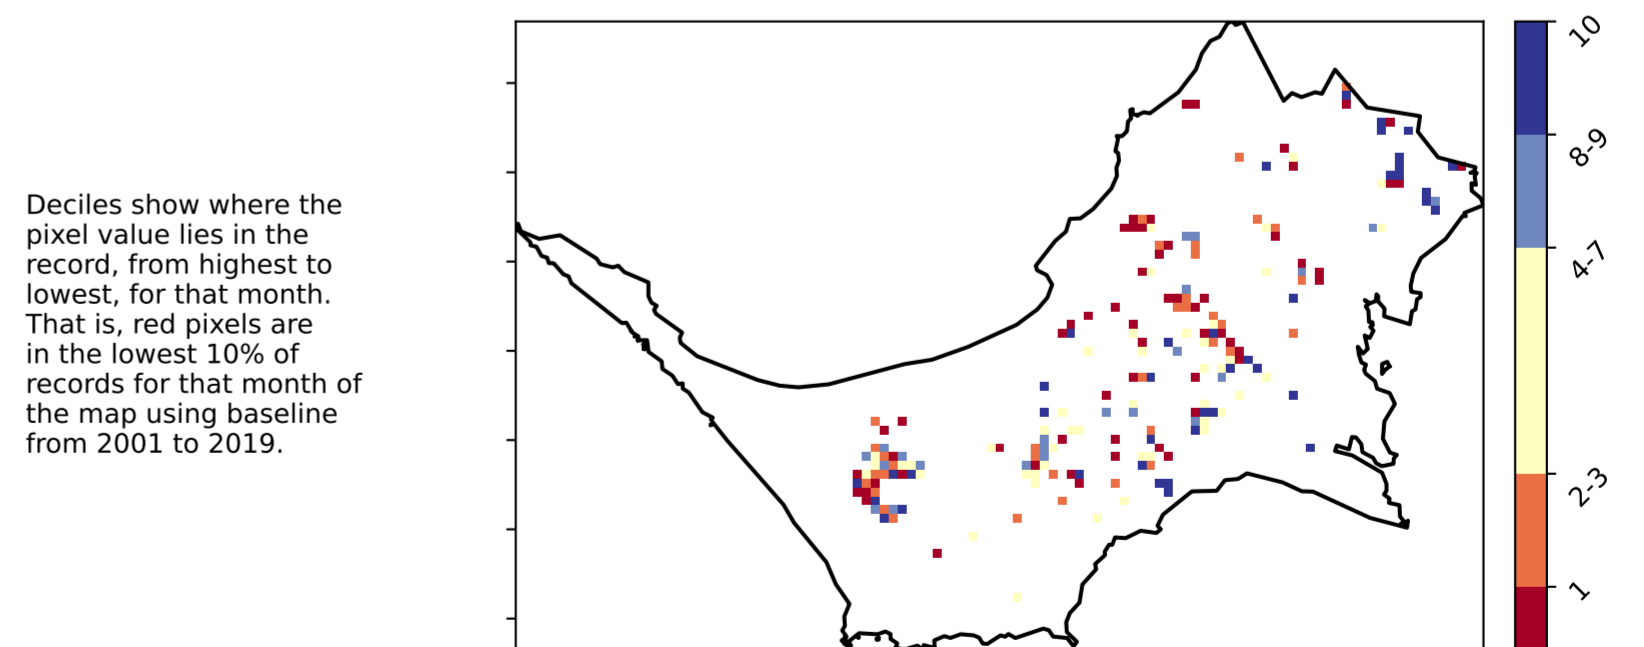 Deciles show where the
pixel value lies in the
record, from highest to
lowest, for that month.
That is, red pixels are
in the lowest 10% of
records for that month of
the map using baseline
from 2001 to 2019.
10
8-9
4-7
2-3
1